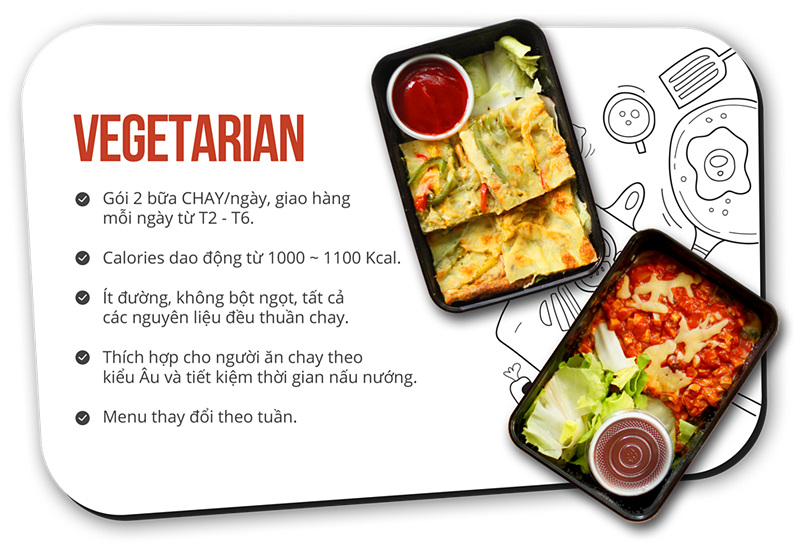 VEGETARIAN
Gói 2 bữa CHAY/ngày, giao hàng
mỗi ngày từ T2 - T6.
Calories dao động từ 1000 ~ 1100 Kcal.
Ít đường, không bột ngọt, tất cả
các nguyên liệu đều thuần chay.
Thích hợp cho người ăn chay theo
kiểu Âu và tiết kiệm thời gian nấu nướng.
Menu thay đổi theo tuần.